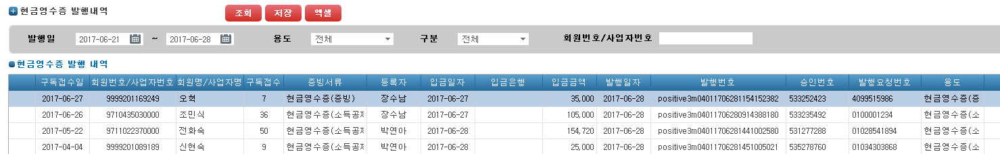 현금영수증 발행내역 조회 저장 엑셀
발행일 2017-06-21 ~ 2017-06-28 용도 전체 구분 전체 회원번호/사업자번호
현금영수증 발행 내역
구독접수일 회원번호/사업자번호 회원명/사업자명 구독접수 증빙서류 등록자 입금일자 입금은행 입금금액 발행일자 발행번호 승인번호 발행요청번호 용도
2017-06-27 9999201169249 오혁 7 현금영수증(증빙) 장수남 2017-06-27 35,000 2017-06-28 positive3m04011706281154152382 533252423 4099515986 현금영수증(증
2017-06-26 9710435030000 조민식 36 현금영수증(소득공제 장수남 2017-06-27 105,000 2017-06-28 positive3m04011706280914388180 533235492 0100001234 현금영수증(소
2017-05-22 9711022370000 전화숙 50 현금영수증(소득공제 박연아 2017-06-28 154,720 2017-06-28 positive3m04011706281441002580 531277288 01028541894 현금영수증(소
2017-04-04 9999201089189 신현숙 9 현금영수증(소득공제 박연아 2017-06-28 25,000 2017-06-28 positive3m04011706281451005021 535278760 01034303868 현금영수증(소